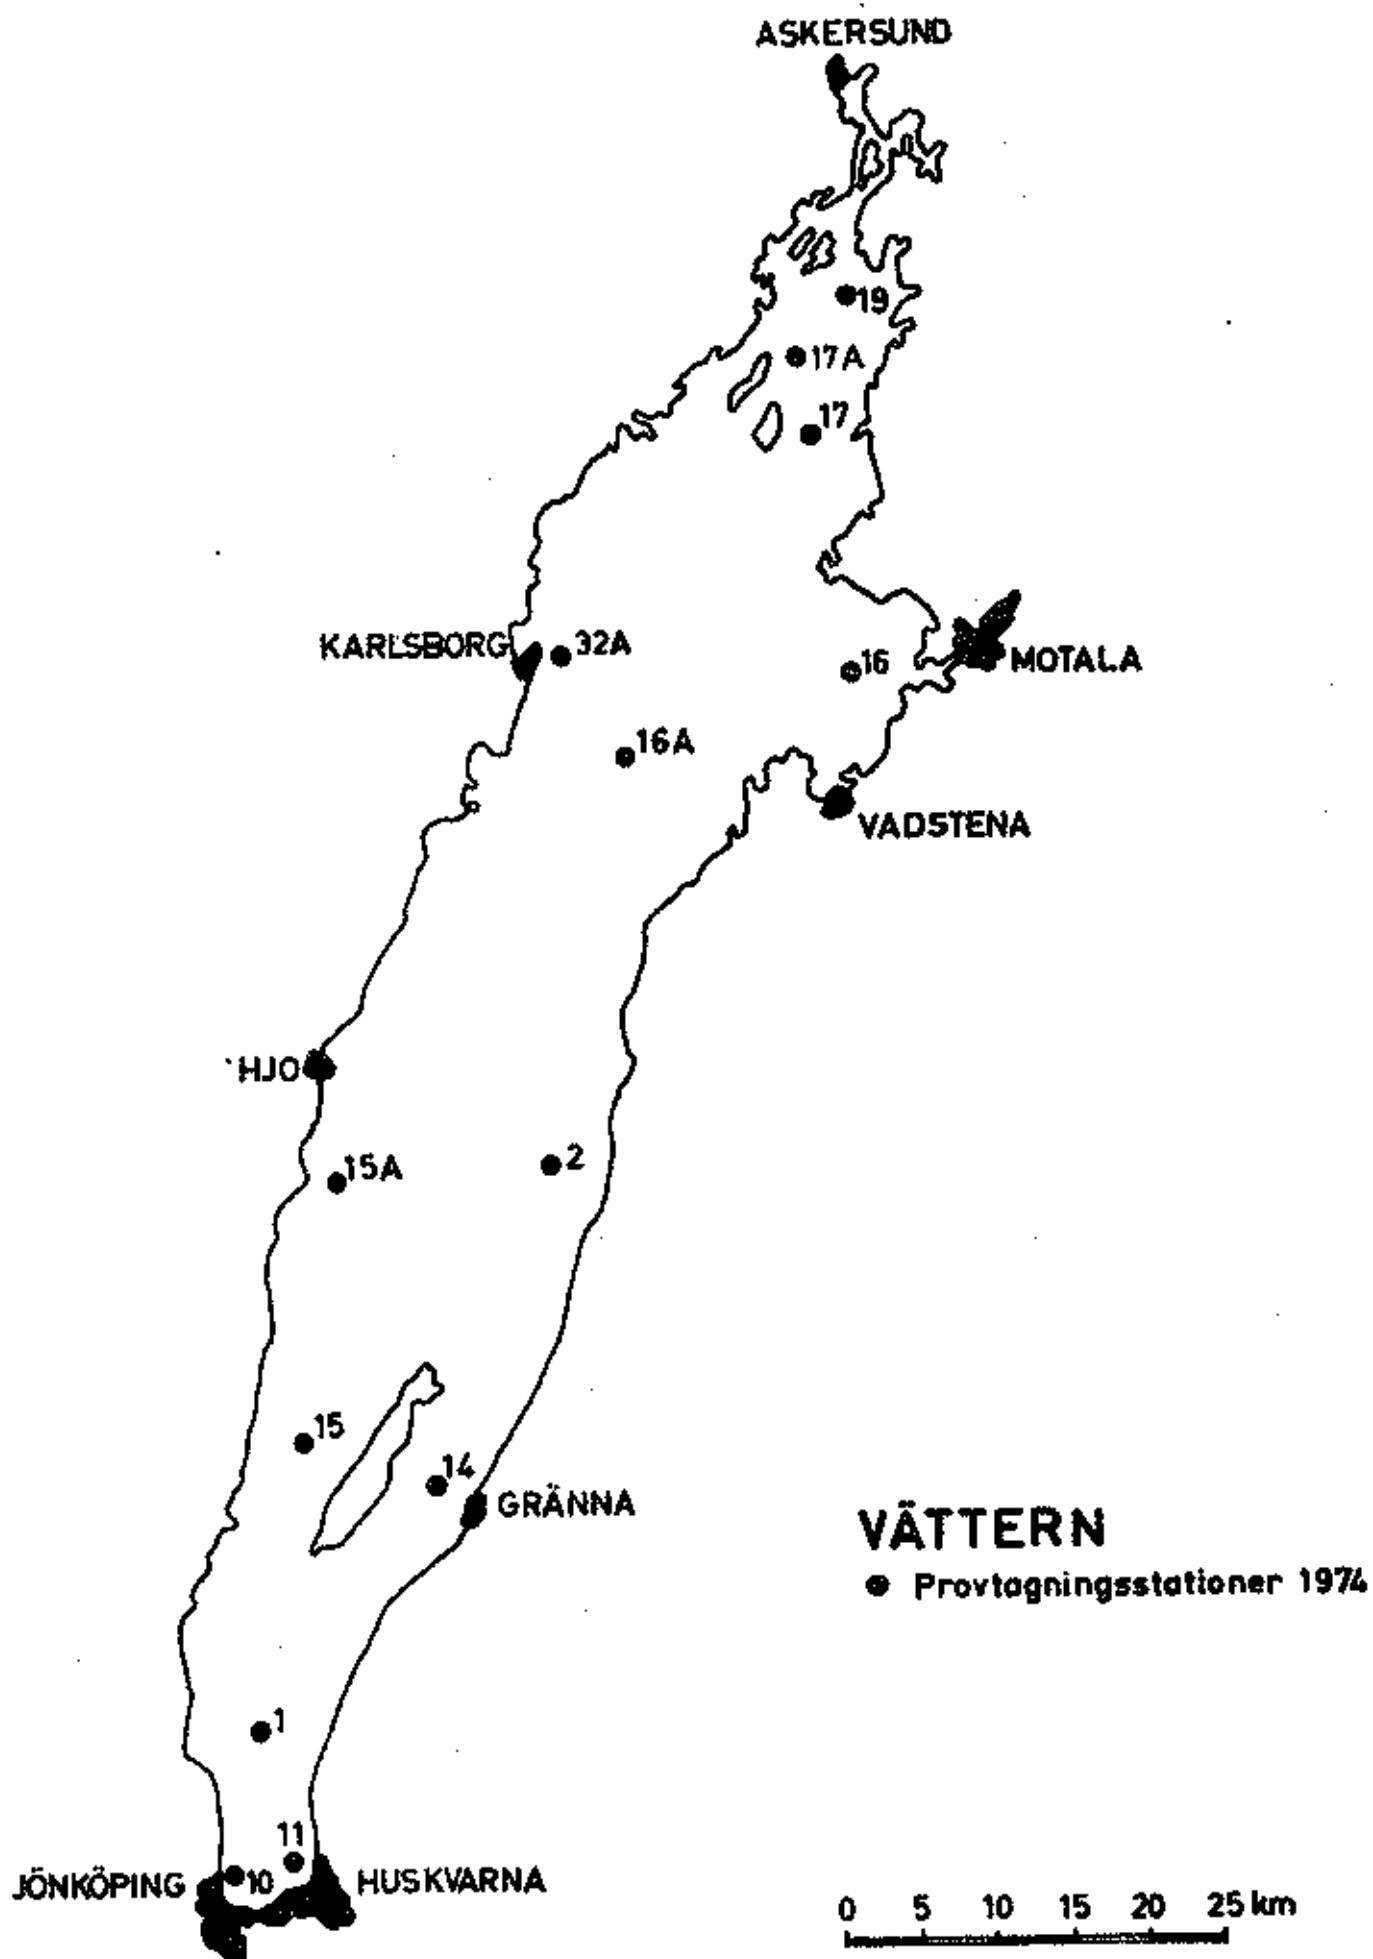 ASKERSUND
19
17A
17
KARLSBORG
32A
16
MOTALA
16A
VADSTENA
HJO
2
15A
15
14
GRÄNNA
VÄTTERN
Provtagningsstationer 1974
1
11
JÖNKÖPING
10
HUSKVARNA
0 5 10 15 20 25 km